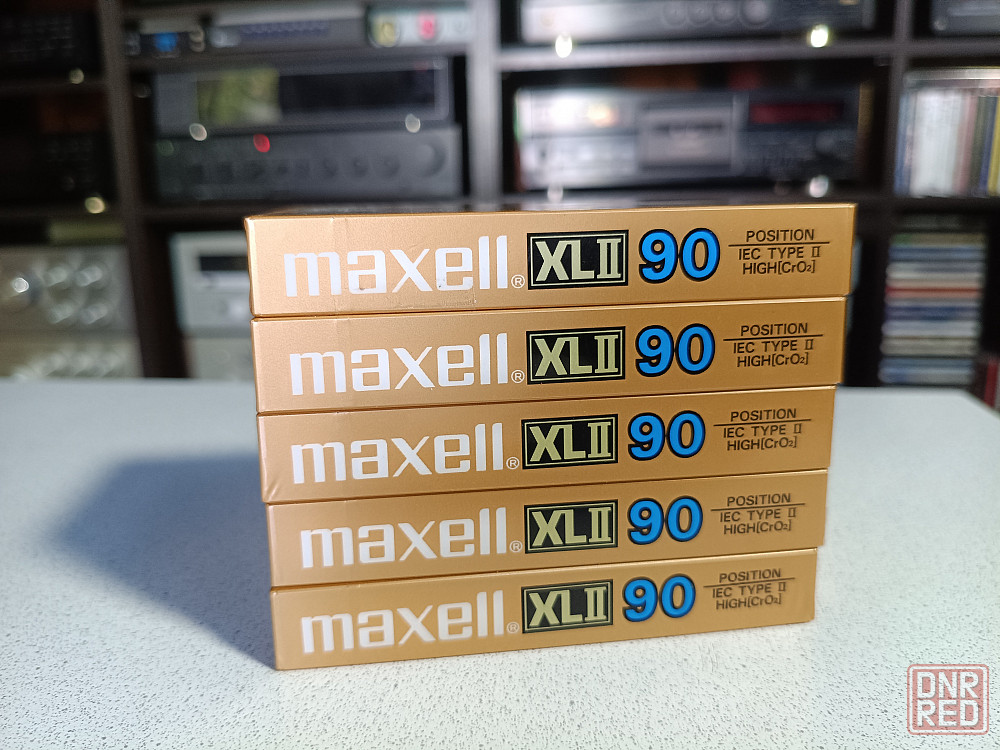 maxell® XLII 90 POSITION
IEC TYPE II
HIGH[CrO₂]
maxell® XLII 90 POSITION
IEC TYPE II
HIGH[CrO₂]
maxell® XLII 90 POSITION
IEC TYPE II
HIGH[CrO₂]
maxell® XLII 90 POSITION
IEC TYPE II
HIGH[CrO₂]
maxell® XLII 90 POSITION
IEC TYPE II
HIGH[CrO₂]
DNR
RED